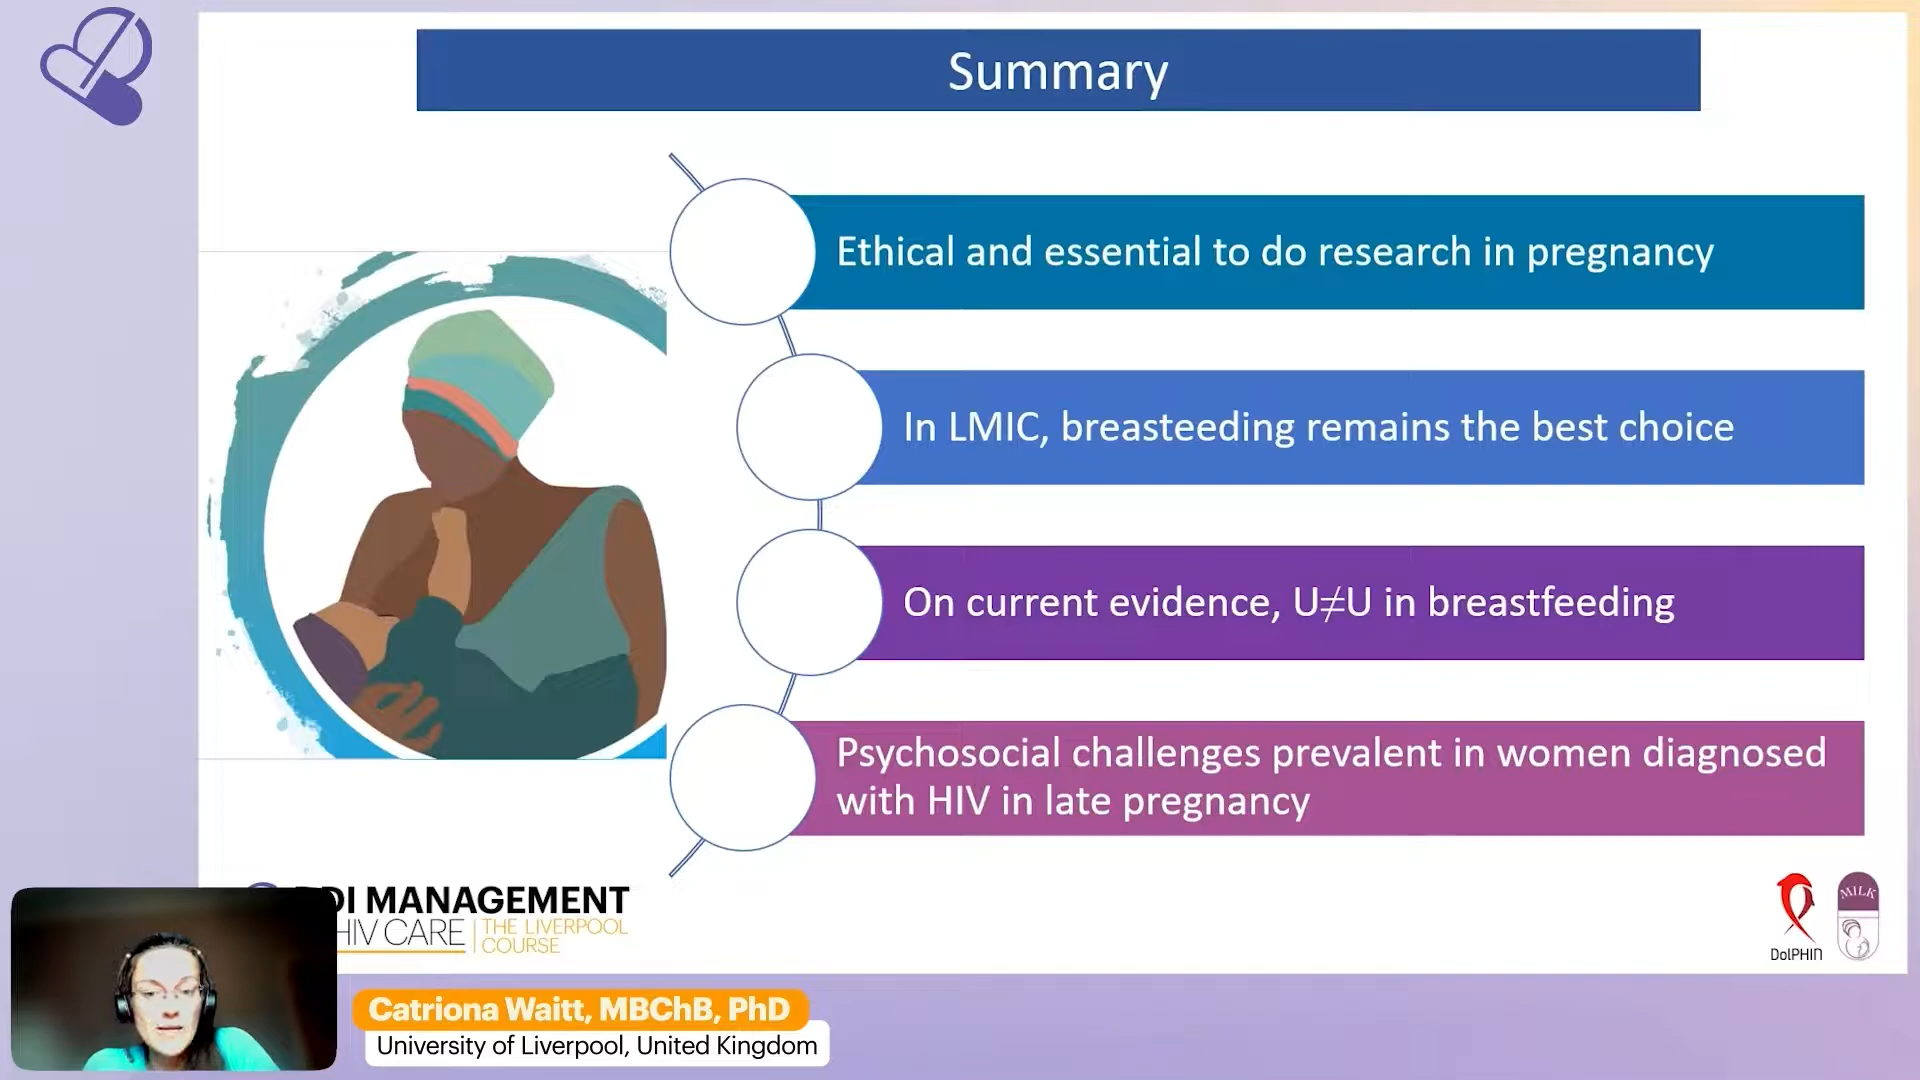 Summary
Ethical and essential to do research in pregnancy
In LMIC, breasteeding remains the best choice
On current evidence, U≠U in breastfeeding
Psychosocial challenges prevalent in women diagnosed
with HIV in late pregnancy
DI MANAGEMENT
HIV CARE
THE LIVERPOOL
COURSE
DolPHIN
MILK
Catriona Waitt, MBChB, PhD
University of Liverpool, United Kingdom